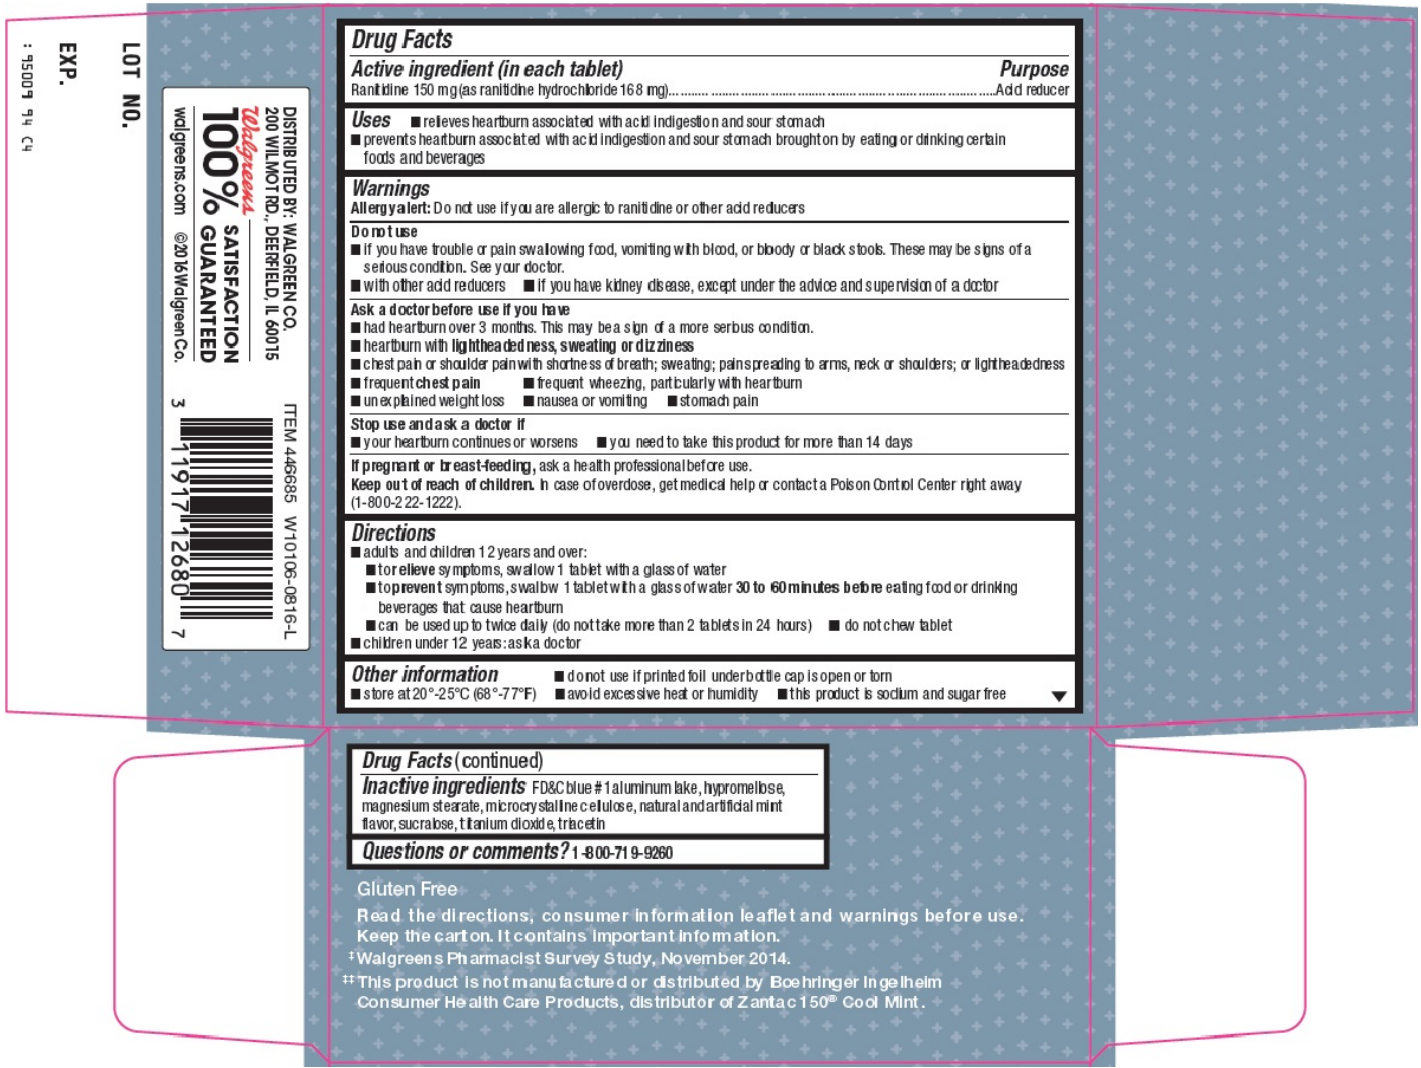 Drug Facts
Active ingredient (in each tablet) Purpose
Ranitidine 150 mg (as ranitidine hydrochloride 168 mg)................................................Acid reducer
Uses ■ relieves heartburn associated with acid indigestion and sour stomach
■ prevents heartburn associated with acid indigestion and sour stomach brought on by eating or drinking certain
foods and beverages
Warnings
Allergy alert: Do not use if you are allergic to ranitidine or other acid reducers
Do not use
■ if you have trouble or pain swallowing food, vomiting with blood, or bloody or black stools. These may be signs of a
serious condition. See your doctor.
■ with other acid reducers ■ if you have kidney disease, except under the advice and supervision of a doctor
Ask a doctor before use if you have
■ had heartburn over 3 months. This may be a sign of a more serious condition.
■ heartburn with lightheadedness, sweating or dizziness
■ chest pain or shoulder pain with shortness of breath; sweating; pain spreading to arms, neck or shoulders; or lightheadedness
■ frequent chest pain ■ frequent wheezing, particularly with heartburn
■ unexplained weight loss ■ nausea or vomiting ■ stomach pain
Stop use and ask a doctor if
■ your heartburn continues or worsens ■ you need to take this product for more than 14 days
If pregnant or breast-feeding, ask a health professional before use.
Keep out of reach of children. In case of overdose, get medical help or contact a Poison Control Center right away
(1-800-222-1222).
Directions
■ adults and children 12 years and over:
■ to relieve symptoms, swallow 1 tablet with a glass of water
■ to prevent symptoms, swallow 1 tablet with a glass of water 30 to 60 minutes before eating food or drinking
beverages that cause heartburn
■ can be used up to twice daily (do not take more than 2 tablets in 24 hours) ■ do not chew tablet
■ children under 12 years: ask a doctor
Other information ■ do not use if printed foil under bottle cap is open or torn
■ store at 20°-25°C (68°-77°F) ■ avoid excessive heat or humidity ■ this product is sodium and sugar free ▼
Drug Facts (continued)
Inactive ingredients FD&C blue #1 aluminum lake, hypromellose,
magnesium stearate, microcrystalline cellulose, natural and artificial mint
flavor, sucralose, titanium dioxide, triacetin
Questions or comments? 1-800-719-9260
Gluten Free
Read the directions, consumer information leaflet and warnings before use.
Keep the carton. It contains important information.
‡Walgreens Pharmacist Survey Study, November 2014.
‡‡This product is not manufactured or distributed by Boehringer Ingelheim
Consumer Health Care Products, distributor of Zantac 150® Cool Mint.
LOT NO.
EXP.
: 95009 94 C4
DISTRIBUTED BY: WALGREEN CO.
200 WILMOT RD., DEERFIELD, IL 60015
Walgreens
100% SATISFACTION GUARANTEED
walgreens.com ©2016 Walgreen Co.
ITEM 446685 W10106-0816-L
3 11917 12680 7